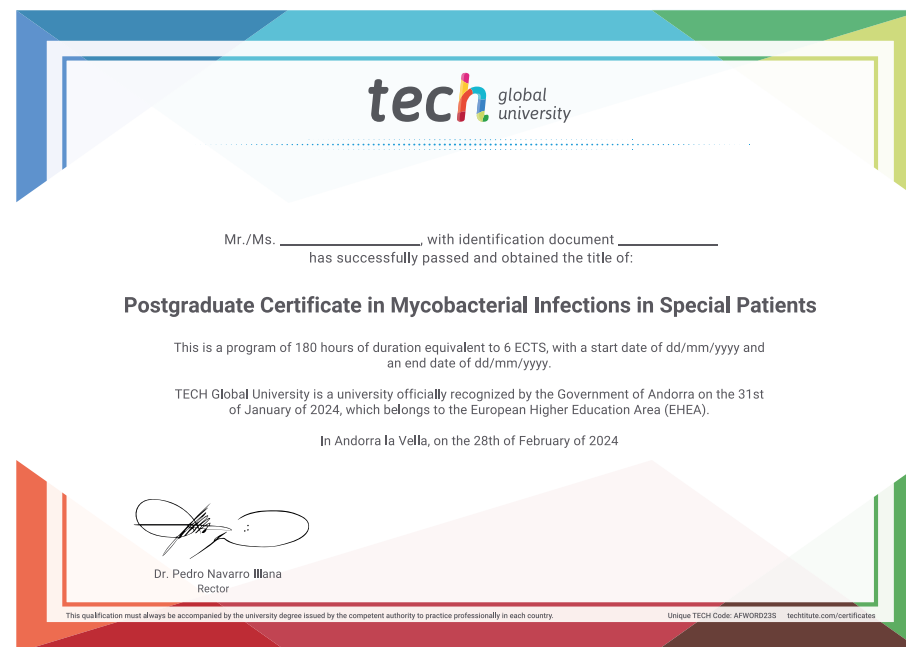 tech global university
Mr./Ms. ____________, with identification document ____________
has successfully passed and obtained the title of:
Postgraduate Certificate in Mycobacterial Infections in Special Patients
This is a program of 180 hours of duration equivalent to 6 ECTS, with a start date of dd/mm/yyyy and
an end date of dd/mm/yyyy.
TECH Global University is a university officially recognized by the Government of Andorra on the 31st
of January of 2024, which belongs to the European Higher Education Area (EHEA).
In Andorra la Vella, on the 28th of February of 2024
Dr. Pedro Navarro Illana
Rector
This qualification must always be accompanied by the university degree issued by the competent authority to practice professionally in each country.
Unique TECH Code: AFWORD23S techtitute.com/certificates